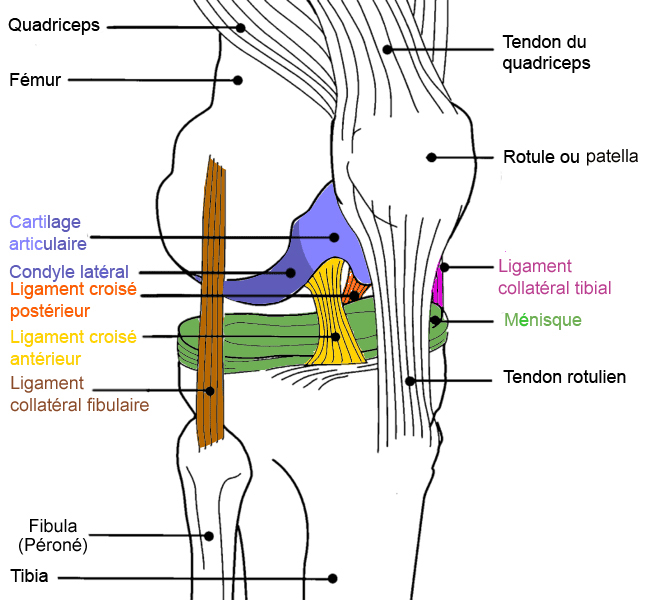 Quadriceps
Fémur
Tendon du
quadriceps
Rotule ou patella
Cartilage
articulaire
Condyle latéral
Ligament croisé
postérieur
Ligament croisé
antérieur
Ligament
collatéral fibulaire
Ligament
collatéral tibial
Ménisque
Tendon rotulien
Fibula
(Péroné)
Tibia